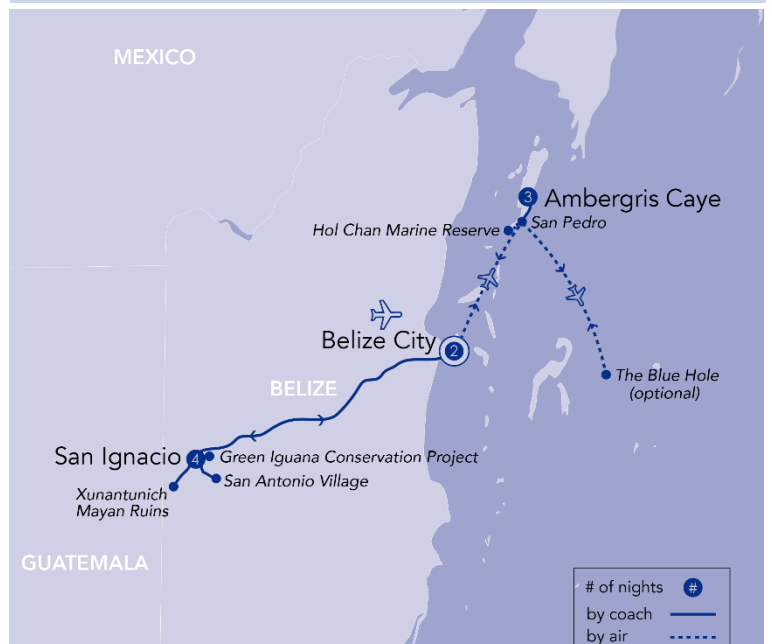 MEXICO
3
Ambergris Caye
San Pedro
Hol Chan Marine Reserve
Belize City
2
The Blue Hole
(optional)
BELIZE
San Ignacio
4
Green Iguana Conservation Project
San Antonio Village
Xunantunich
Mayan Ruins
GUATEMALA
# of nights #
by coach
by air